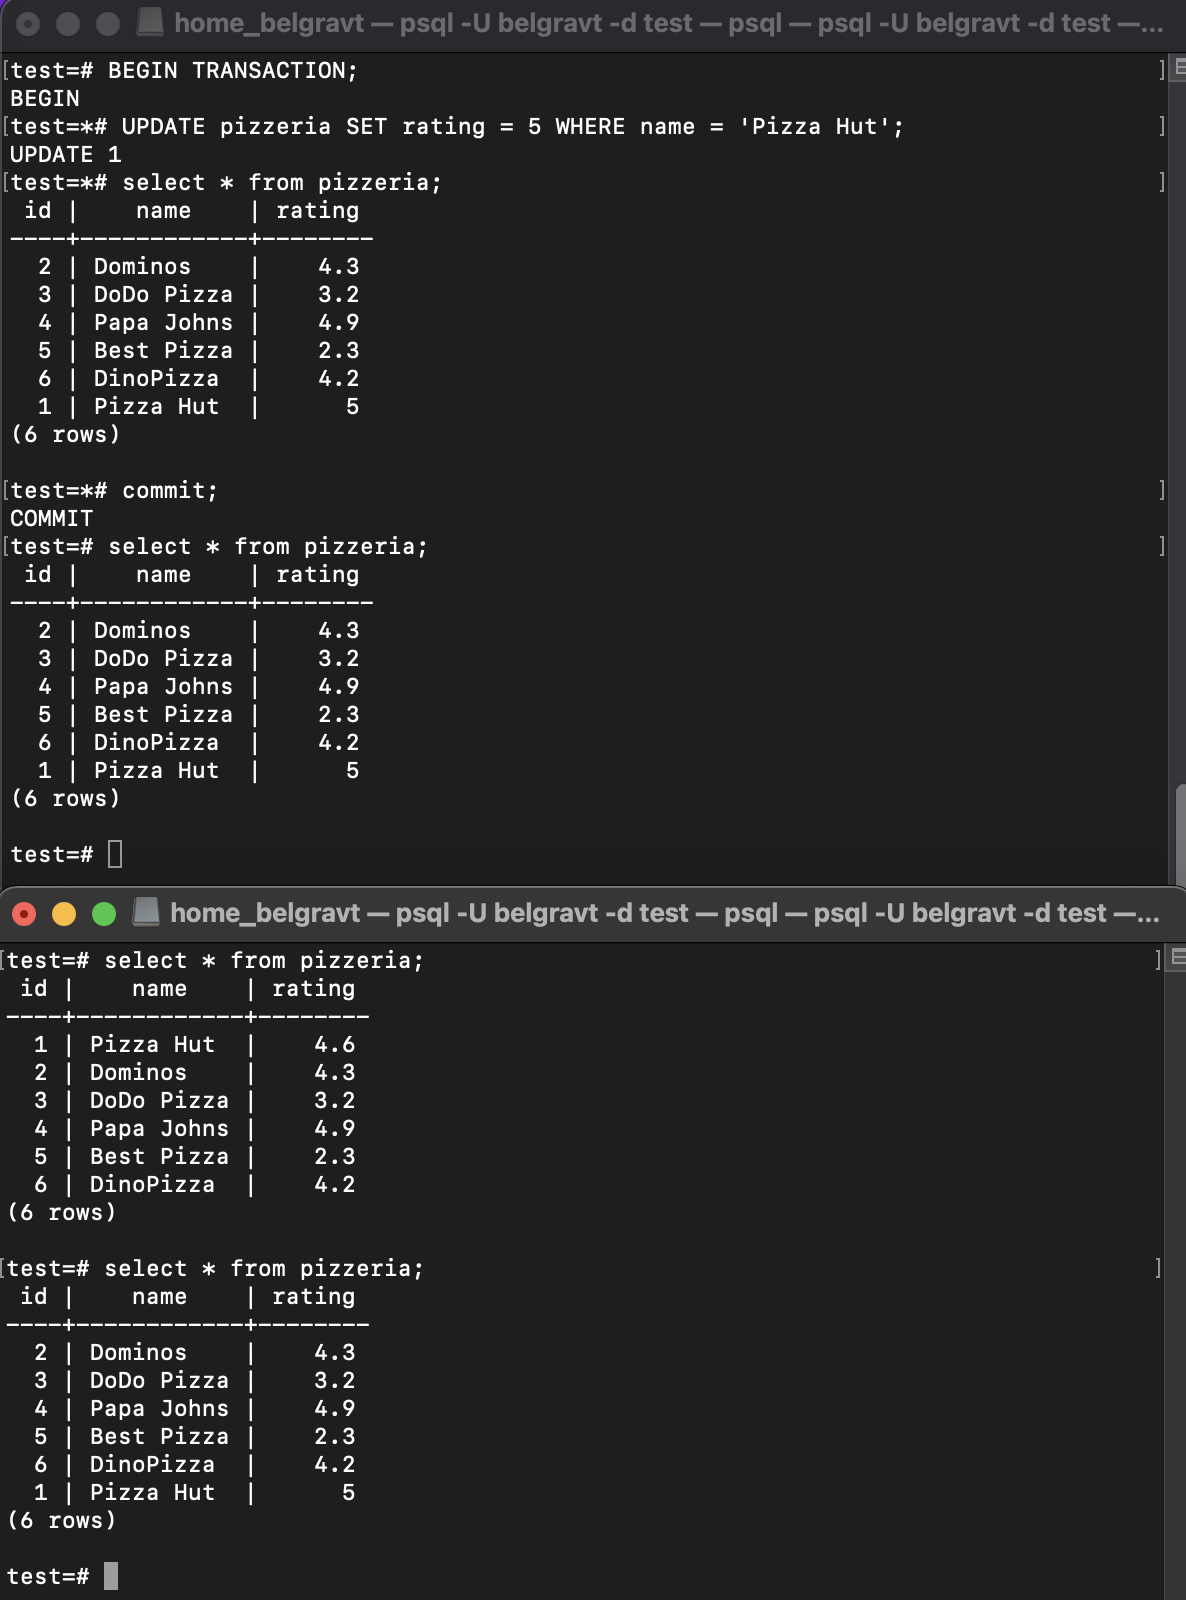 home_belgravt — psql -U belgravt -d test — psql — psql -U belgravt -d test —...
[test=# BEGIN TRANSACTION; ]
BEGIN
[test=*# UPDATE pizzeria SET rating = 5 WHERE name = 'Pizza Hut'; ]
UPDATE 1
[test=*# select * from pizzeria; ]
 id |    name    | rating
----+------------+--------
  2 | Dominos    |    4.3
  3 | DoDo Pizza |    3.2
  4 | Papa Johns |    4.9
  5 | Best Pizza |    2.3
  6 | DinoPizza  |    4.2
  1 | Pizza Hut  |      5
(6 rows)
[test=*# commit; ]
COMMIT
[test=# select * from pizzeria; ]
 id |    name    | rating
----+------------+--------
  2 | Dominos    |    4.3
  3 | DoDo Pizza |    3.2
  4 | Papa Johns |    4.9
  5 | Best Pizza |    2.3
  6 | DinoPizza  |    4.2
  1 | Pizza Hut  |      5
(6 rows)
test=#
home_belgravt — psql -U belgravt -d test — psql — psql -U belgravt -d test —...
[test=# select * from pizzeria; ]
 id |    name    | rating
----+------------+--------
  1 | Pizza Hut  |    4.6
  2 | Dominos    |    4.3
  3 | DoDo Pizza |    3.2
  4 | Papa Johns |    4.9
  5 | Best Pizza |    2.3
  6 | DinoPizza  |    4.2
(6 rows)
[test=# select * from pizzeria; ]
 id |    name    | rating
----+------------+--------
  2 | Dominos    |    4.3
  3 | DoDo Pizza |    3.2
  4 | Papa Johns |    4.9
  5 | Best Pizza |    2.3
  6 | DinoPizza  |    4.2
  1 | Pizza Hut  |      5
(6 rows)
test=#